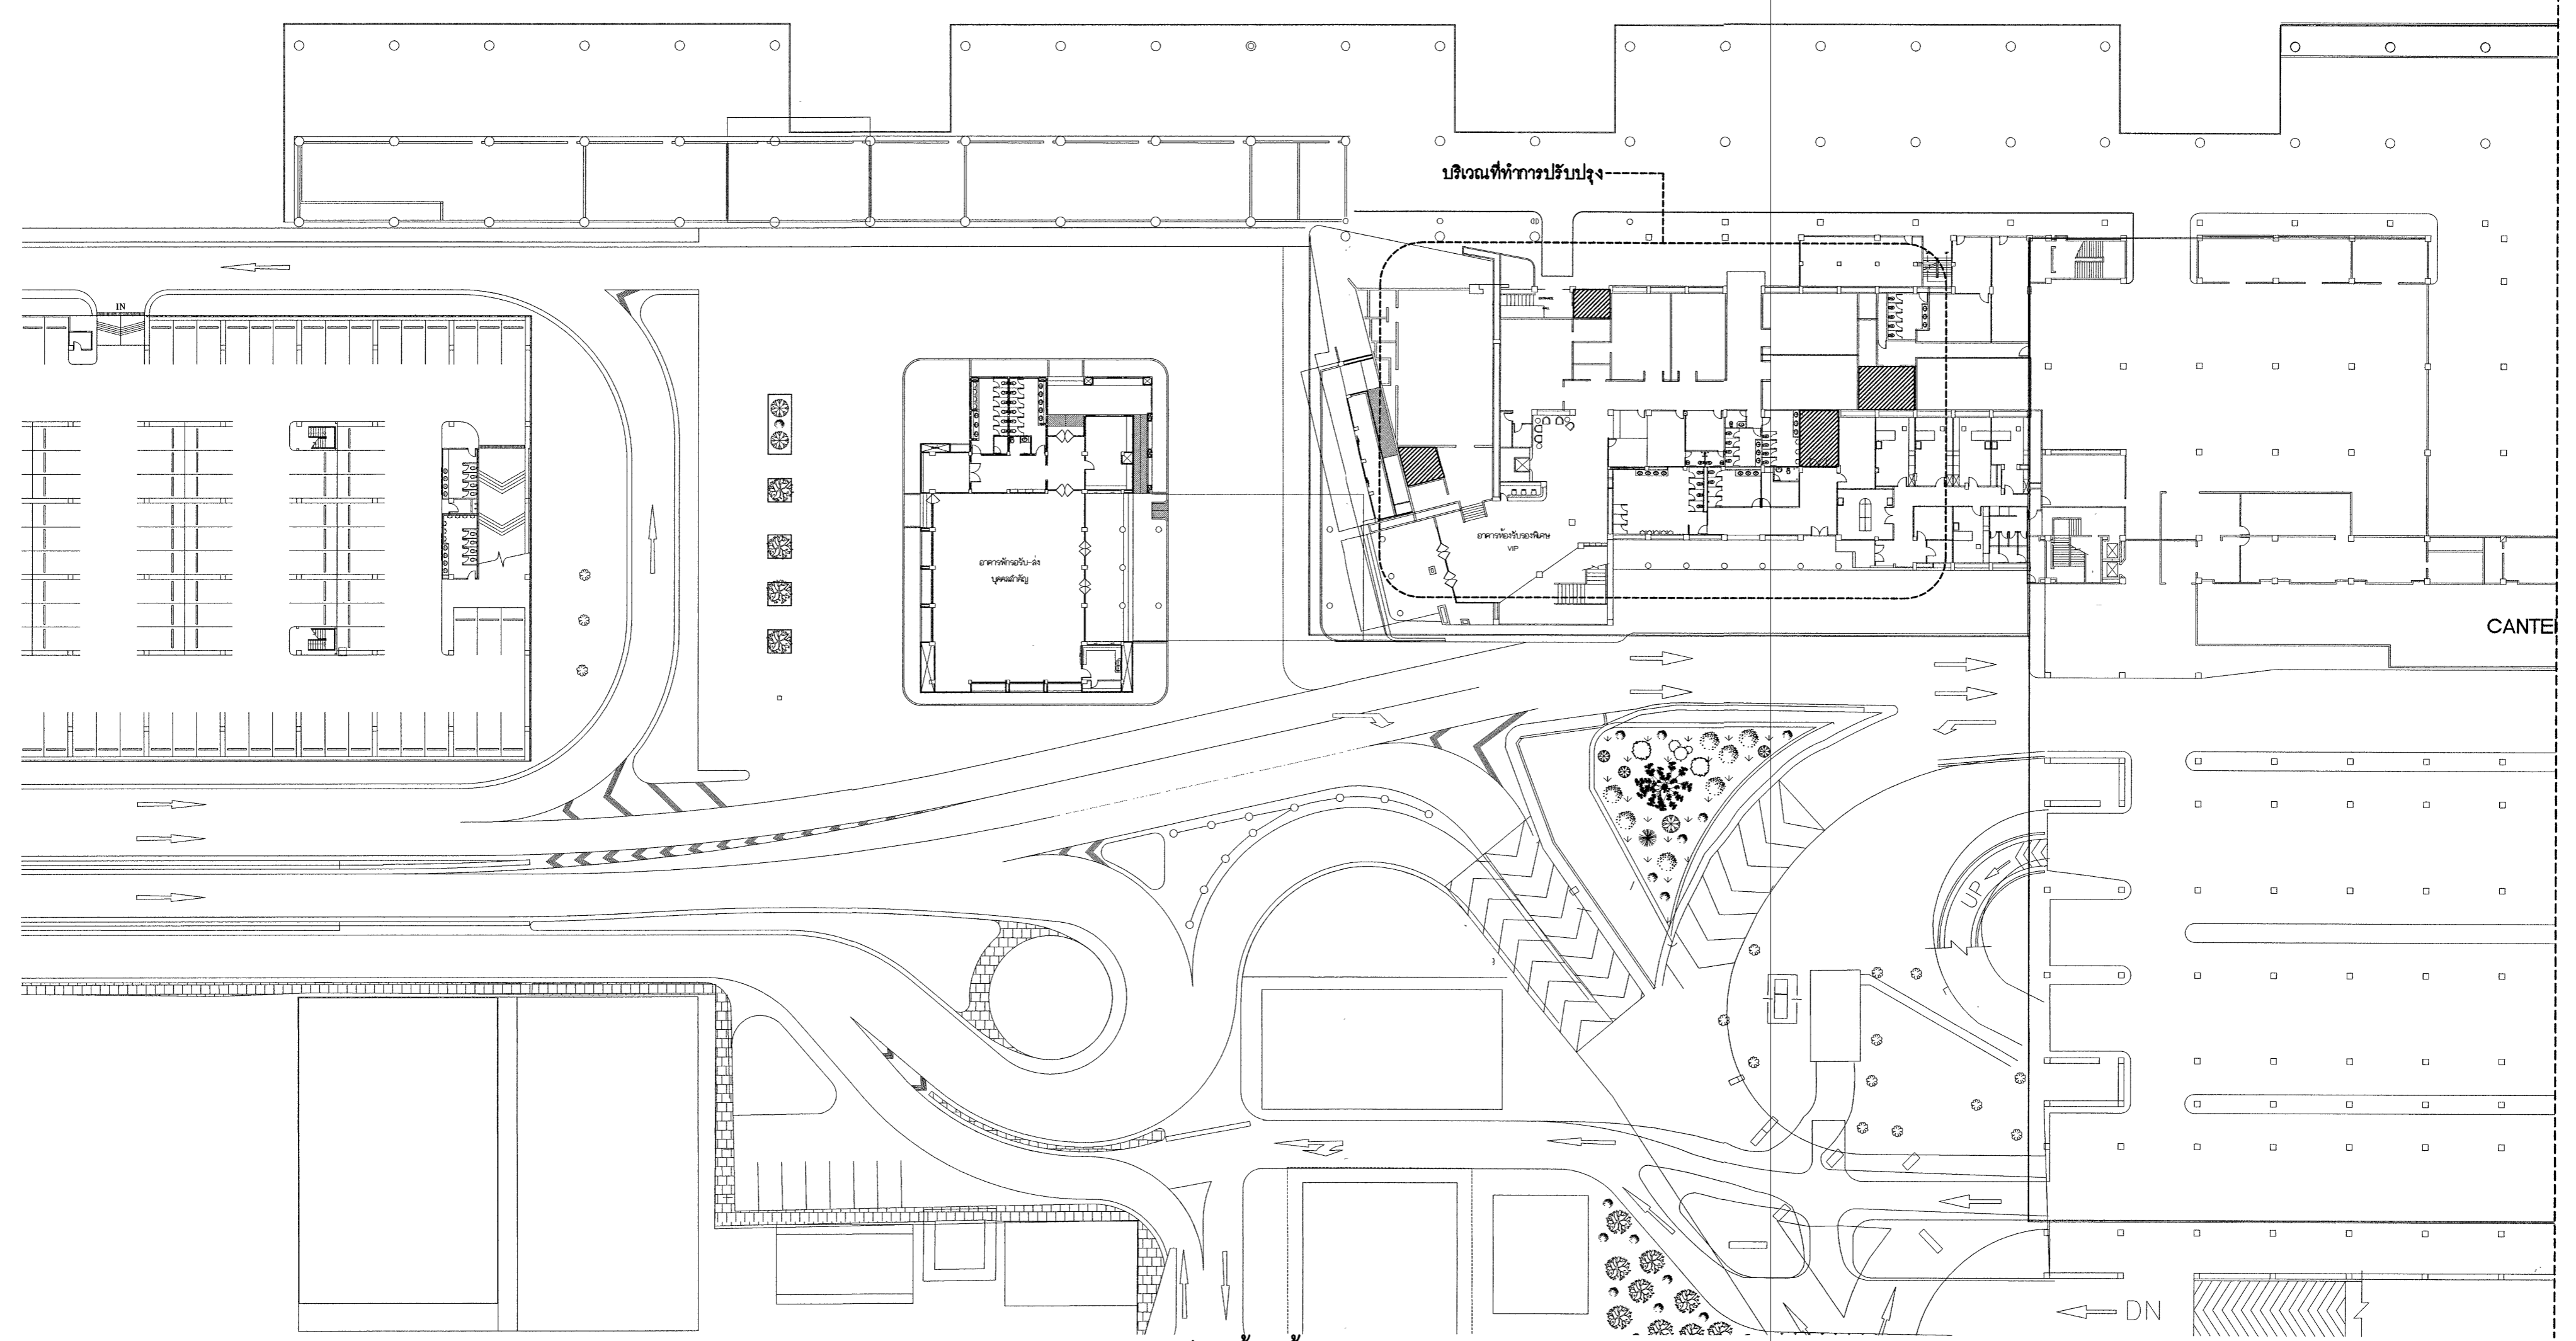 บริเวณที่ทำการปรับปรุง
IN
อาคารห้องรับรองพิเศษ
VIP
อาคารพักรอรับ-ส่ง
บุคคลสำคัญ
CANTE
UP
DN